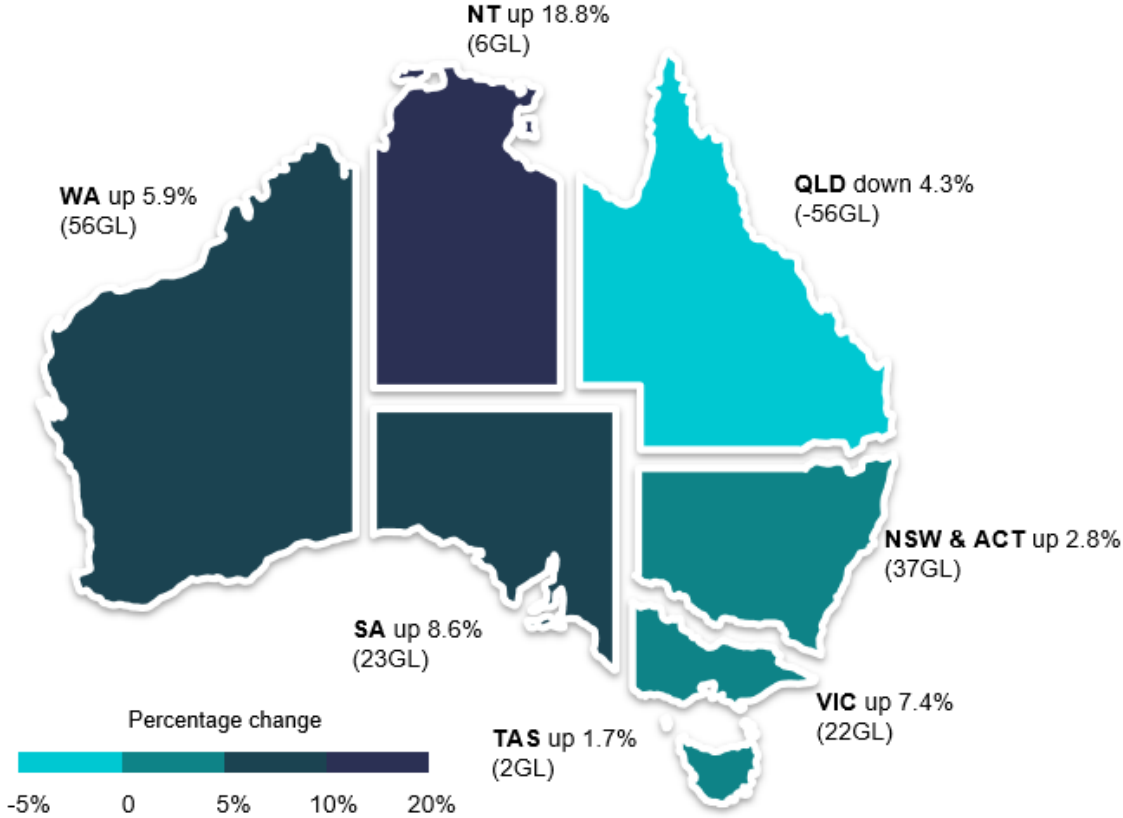 NT up 18.8%
(6GL)
1
WA up 5.9%
(56GL)
QLD down 4.3%
(-56GL)
NSW & ACT up 2.8%
(37GL)
SA up 8.6%
(23GL)
VIC up 7.4%
(22GL)
TAS up 1.7%
(2GL)
Percentage change
-5% 0 5% 10% 20%